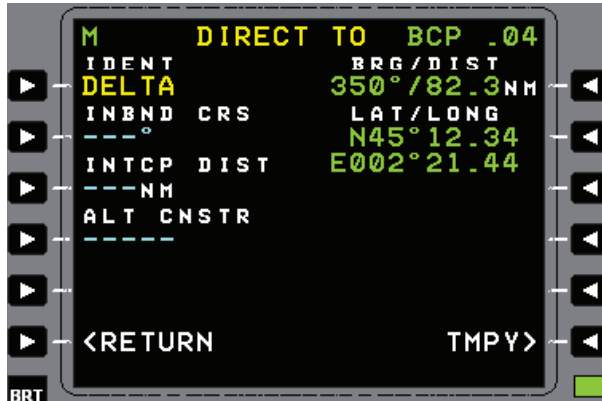 M DIRECT TO BCP .04
IDENT BRG/DIST
DELTA 350°/82.3NM
INBND CRS LAT/LONG
---° N45°12.34
INTCP DIST E002°21.44
---NM
ALT CNSTR
-----
<RETURN TMPY>
BRT